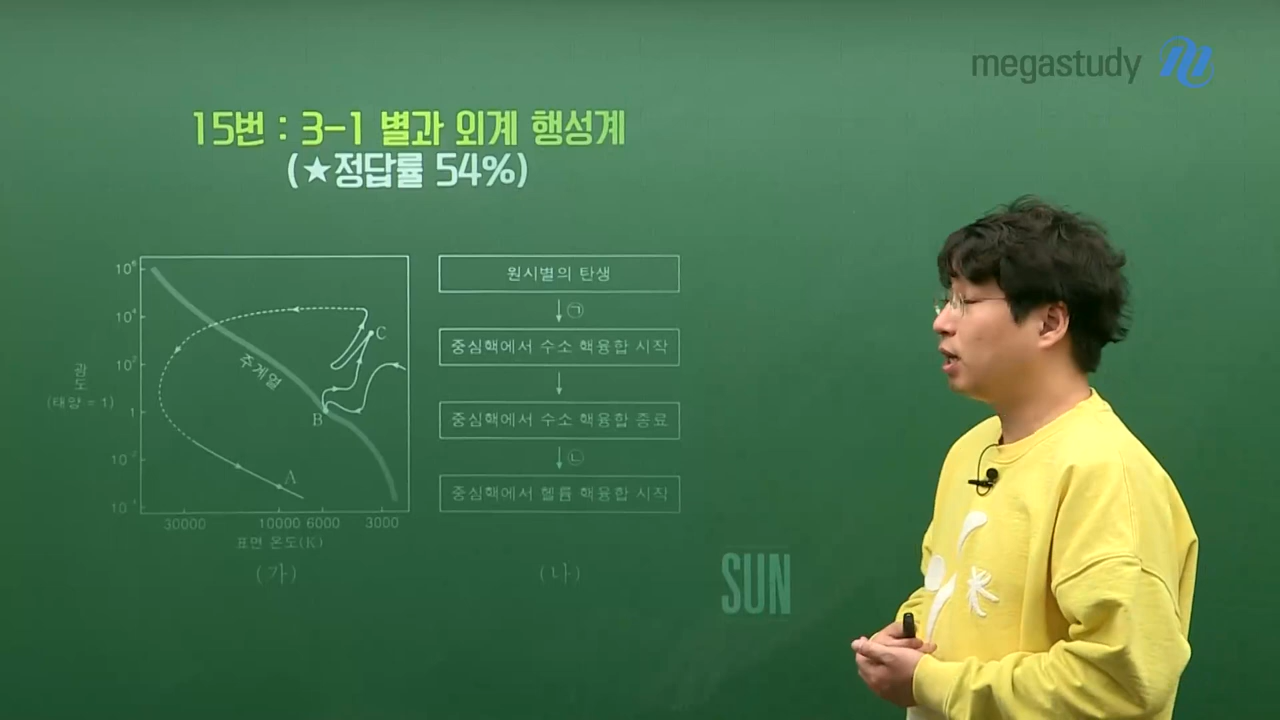 megastudy
15번 : 3-1 별과 외계 행성계
(★정답률 54%)
10⁶
10⁴
10²
1
10⁻²
광도
(태양 = 1)
주계열
A
B
C
30000 10000 6000 3000
표면 온도(K)
(가)
원시별의 탄생
㉠
중심핵에서 수소 핵융합 시작
중심핵에서 수소 핵융합 종료
㉡
중심핵에서 헬륨 핵융합 시작
(나)
SUN